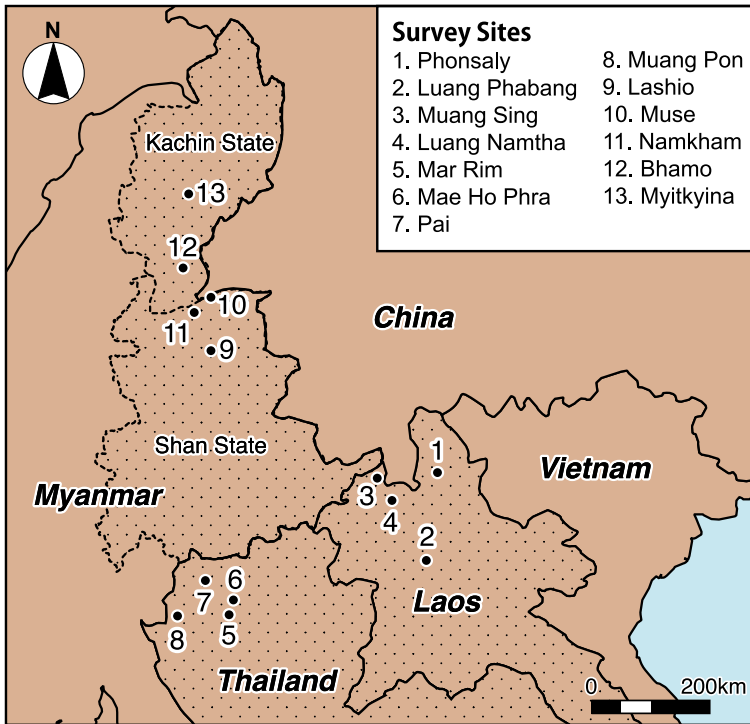 N
Survey Sites
1. Phonsaly
2. Luang Phabang
3. Muang Sing
4. Luang Namtha
5. Mar Rim
6. Mae Ho Phra
7. Pai
8. Muang Pon
9. Lashio
10. Muse
11. Namkham
12. Bhamo
13. Myitkyina
Kachin State
13
12
10
11
9
China
Shan State
Myanmar
1
3
4
2
Vietnam
Laos
7
6
8
5
Thailand
0
200km